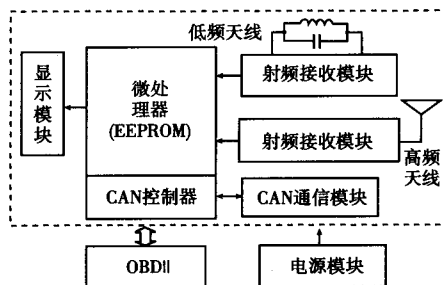 低频天线
显示模块
微处
理器
(EEPROM)
射频接收模块
射频接收模块
高频
天线
CAN控制器
CAN通信模块
OBDII
电源模块